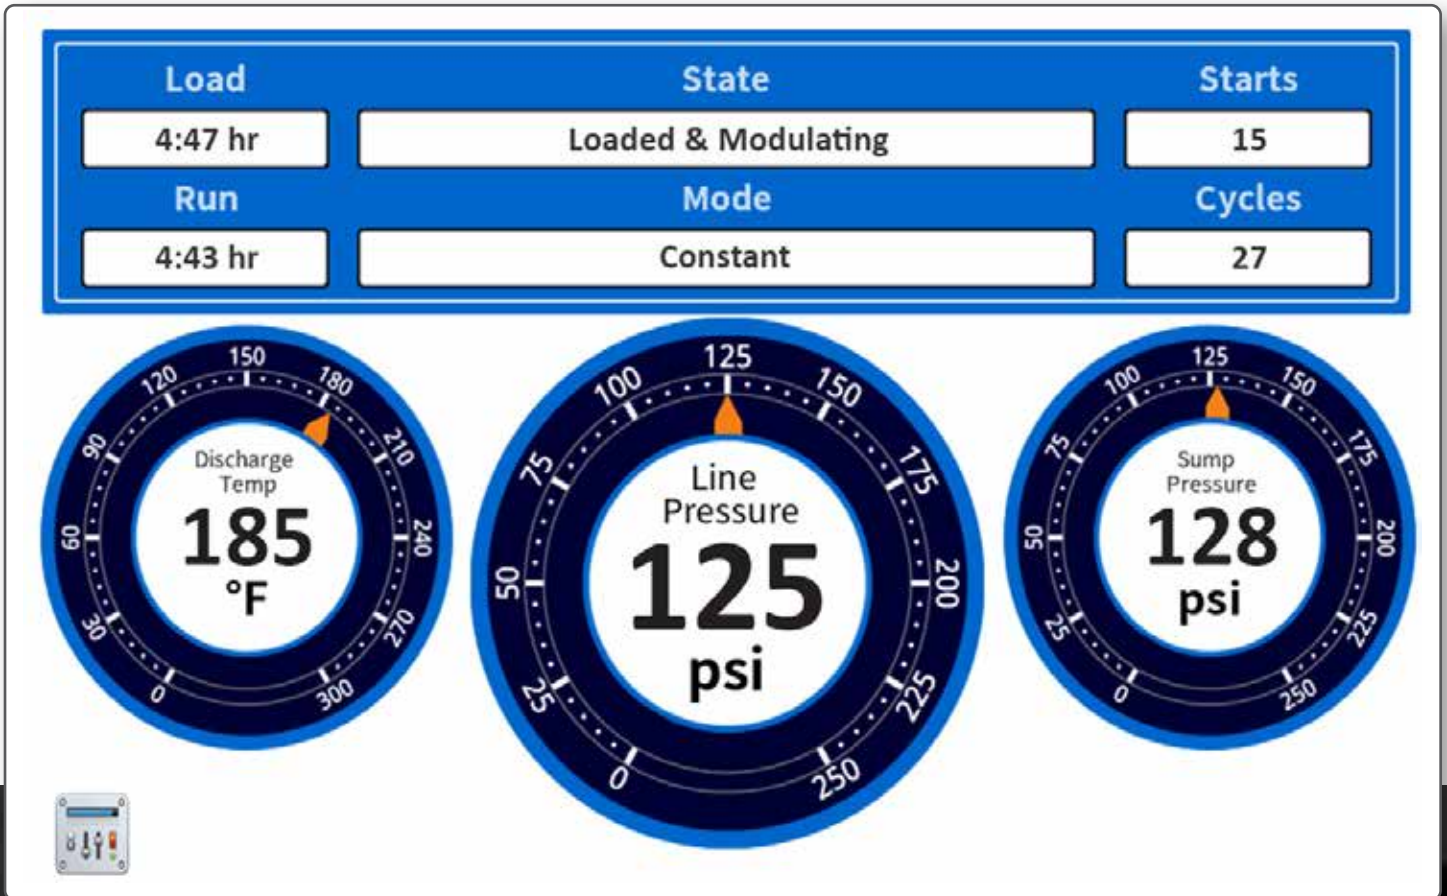 Load State Starts
4:47 hr Loaded & Modulating 15
Run Mode Cycles
4:43 hr Constant 27
0 30 60 90 120 150 180 210 240 270 300
Discharge
Temp
185
°F
0 25 50 75 100 125 150 175 200 225 250
Line
Pressure
125
psi
0 25 50 75 100 125 150 175 200 225 250
Sump
Pressure
128
psi